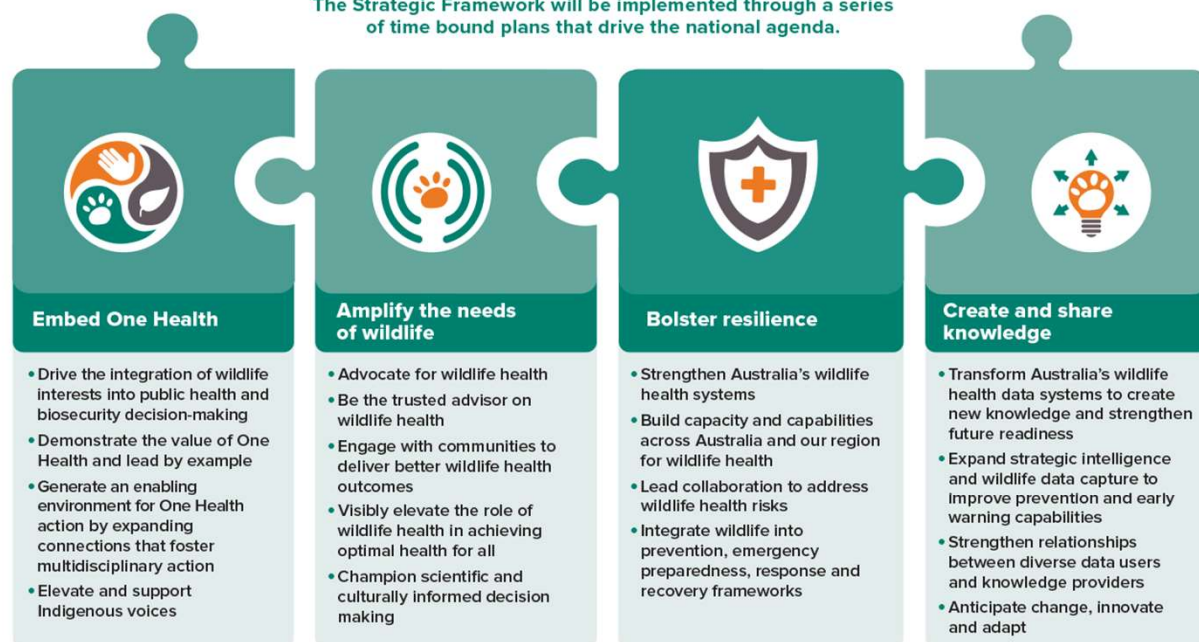 The Strategic Framework will be implemented through a series
of time bound plans that drive the national agenda.
Embed One Health
• Drive the integration of wildlife
interests into public health and
biosecurity decision-making
• Demonstrate the value of One
Health and lead by example
• Generate an enabling
environment for One Health
action by expanding
connections that foster
multidisciplinary action
• Elevate and support
Indigenous voices
Amplify the needs
of wildlife
• Advocate for wildlife health
• Be the trusted advisor on
wildlife health
• Engage with communities to
deliver better wildlife health
outcomes
• Visibly elevate the role of
wildlife health in achieving
optimal health for all
• Champion scientific and
culturally informed decision
making
Bolster resilience
• Strengthen Australia's wildlife
health systems
• Build capacity and capabilities
across Australia and our region
for wildlife health
• Lead collaboration to address
wildlife health risks
• Integrate wildlife into
prevention, emergency
preparedness, response and
recovery frameworks
Create and share
knowledge
• Transform Australia's wildlife
health data systems to create
new knowledge and strengthen
future readiness
• Expand strategic intelligence
and wildlife data capture to
improve prevention and early
warning capabilities
• Strengthen relationships
between diverse data users
and knowledge providers
• Anticipate change, innovate
and adapt